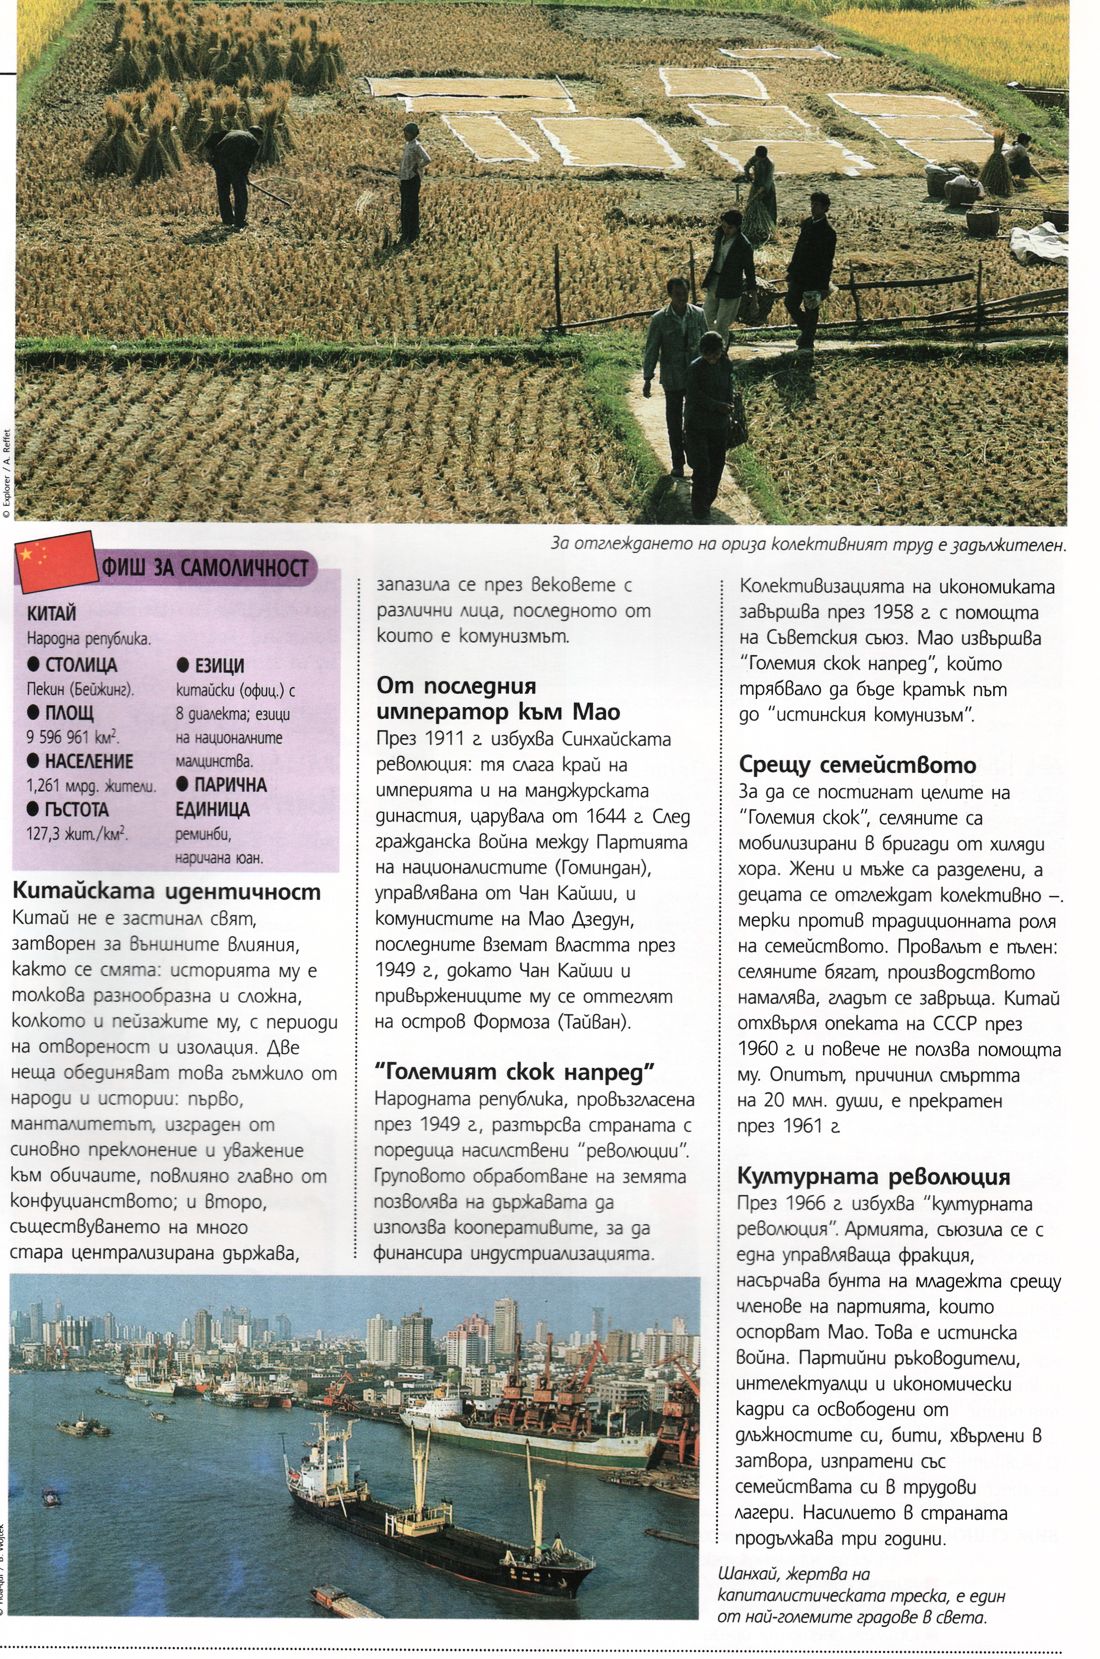 © Explorer / A. Reffet
За отглеждането на ориза колективният труд е задължителен.
ФИШ ЗА САМОЛИЧНОСТ
КИТАЙ
Народна република.
● СТОЛИЦА
Пекин (Бейжинг).
● ПЛОЩ
9 596 961 км².
● НАСЕЛЕНИЕ
1,261 млрд. жители.
● ГЪСТОТА
127,3 жит./км².
● ЕЗИЦИ
китайски (офиц.) с
8 диалекта; езици
на националните
малцинства.
● ПАРИЧНА
ЕДИНИЦА
реминби,
наричана юан.
Китайската идентичност
Китай не е застинал свят,
затворен за външните влияния,
както се смята: историята му е
толкова разнообразна и сложна,
колкото и пейзажите му, с периоди
на отвореност и изолация. Две
неща обединяват това гъмжило от
народи и истории: първо,
манталитетът, изграден от
синовно преклонение и уважение
към обичаите, повлияно главно от
конфуцианството; и второ,
съществуването на много
стара централизирана държава,
запазила се през вековете с
различни лица, последното от
които е комунизмът.
От последния
император към Мао
През 1911 г. избухва Синхайската
революция: тя слага край на
империята и на манджурската
династия, царувала от 1644 г. След
гражданска война между Партията
на националистите (Гоминдан),
управлявана от Чан Кайши, и
комунистите на Мао Дзедун,
последните вземат властта през
1949 г., докато Чан Кайши и
привържениците му се оттеглят
на остров Формоза (Тайван).
“Големият скок напред”
Народната република, провъзгласена
през 1949 г., разтърсва страната с
поредица насилствени “революции”.
Груповото обработване на земята
позволява на държавата да
използва кооперативите, за да
финансира индустриализацията.
Колективизацията на икономиката
завършва през 1958 г. с помощта
на Съветския съюз. Мао извършва
“Големия скок напред”, който
трябвало да бъде кратък път
до “истинския комунизъм”.
Срещу семейството
За да се постигнат целите на
“Големия скок”, селяните са
мобилизирани в бригади от хиляди
хора. Жени и мъже са разделени, а
децата се отглеждат колективно –.
мерки против традиционната роля
на семейството. Провалът е пълен:
селяните бягат, производството
намалява, гладът се завръща. Китай
отхвърля опеката на СССР през
1960 г. и повече не ползва помощта
му. Опитът, причинил смъртта
на 20 млн. души, е прекратен
през 1961 г.
Културната революция
През 1966 г. избухва “културната
революция”. Армията, съюзила се с
една управляваща фракция,
насърчава бунта на младежта срещу
членове на партията, които
оспорват Мао. Това е истинска
война. Партийни ръководители,
интелектуалци и икономически
кадри са освободени от
длъжностите си, бити, хвърлени в
затвора, изпратени със
семействата си в трудови
лагери. Насилието в страната
продължава три години.
Шанхай, жертва на
капиталистическата треска, е един
от най-големите градове в света.